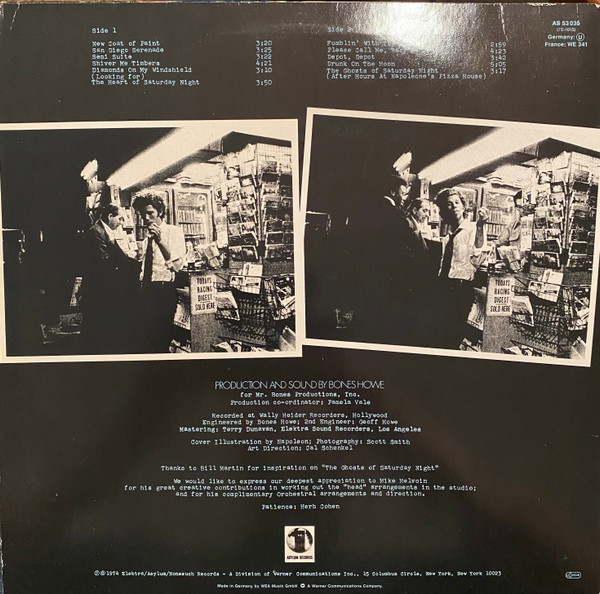 Side 1
New Coat of Paint 3:20
San Diego Serenade 3:25
Semi Suite 3:22
Shiver Me Timbers 4:21
Diamonds On My Windshield 3:10
(Looking for)
The Heart of Saturday Night 3:50
Side 2
Fumblin' With T
Please Call Me, 2:59
Depot, Depot 4:23
Drunk On The Moon 3:42
The Ghosts of Saturday Night 5:05
(After Hours At Napoleone's Pizza House) 3:17
AS 53 035
(7E-1015)
Germany: U
France: WE 341
TODAYS
RACING
DIGEST
SOLD HERE
TODAYS
RACING
DIGEST
SOLD HERE
PRODUCTION AND SOUND BY BONES HOWE
for Mr. Bones Productions, Inc.
Production co-ordinator: Pamela Vale
Recorded at Wally Heider Recorders, Hollywood
Engineered by Bones Howe; 2nd Engineer: Geoff Howe
Mastering: Terry Dunavan, Elektra Sound Recorders, Los Angeles
Cover Illustration by Napoleon; Photography: Scott Smith
Art Direction: Cal Schenkel
Thanks to Bill Martin for inspiration on "The Ghosts of Saturday Night"
We would like to express our deepest appreciation to Mike Melvoin
for his great creative contributions in working out the "head" arrangements in the studio;
and for his complimentary Orchestral arrangements and direction.
Patience: Herb Cohen
ASYLUM RECORDS
℗©1974 Elektra/Asylum/Nonesuch Records - A Division of Warner Communications Inc., 15 Columbus Circle, New York, New York 10023
Made in Germany by WEA Musik GmbH A Warner Communications Company.